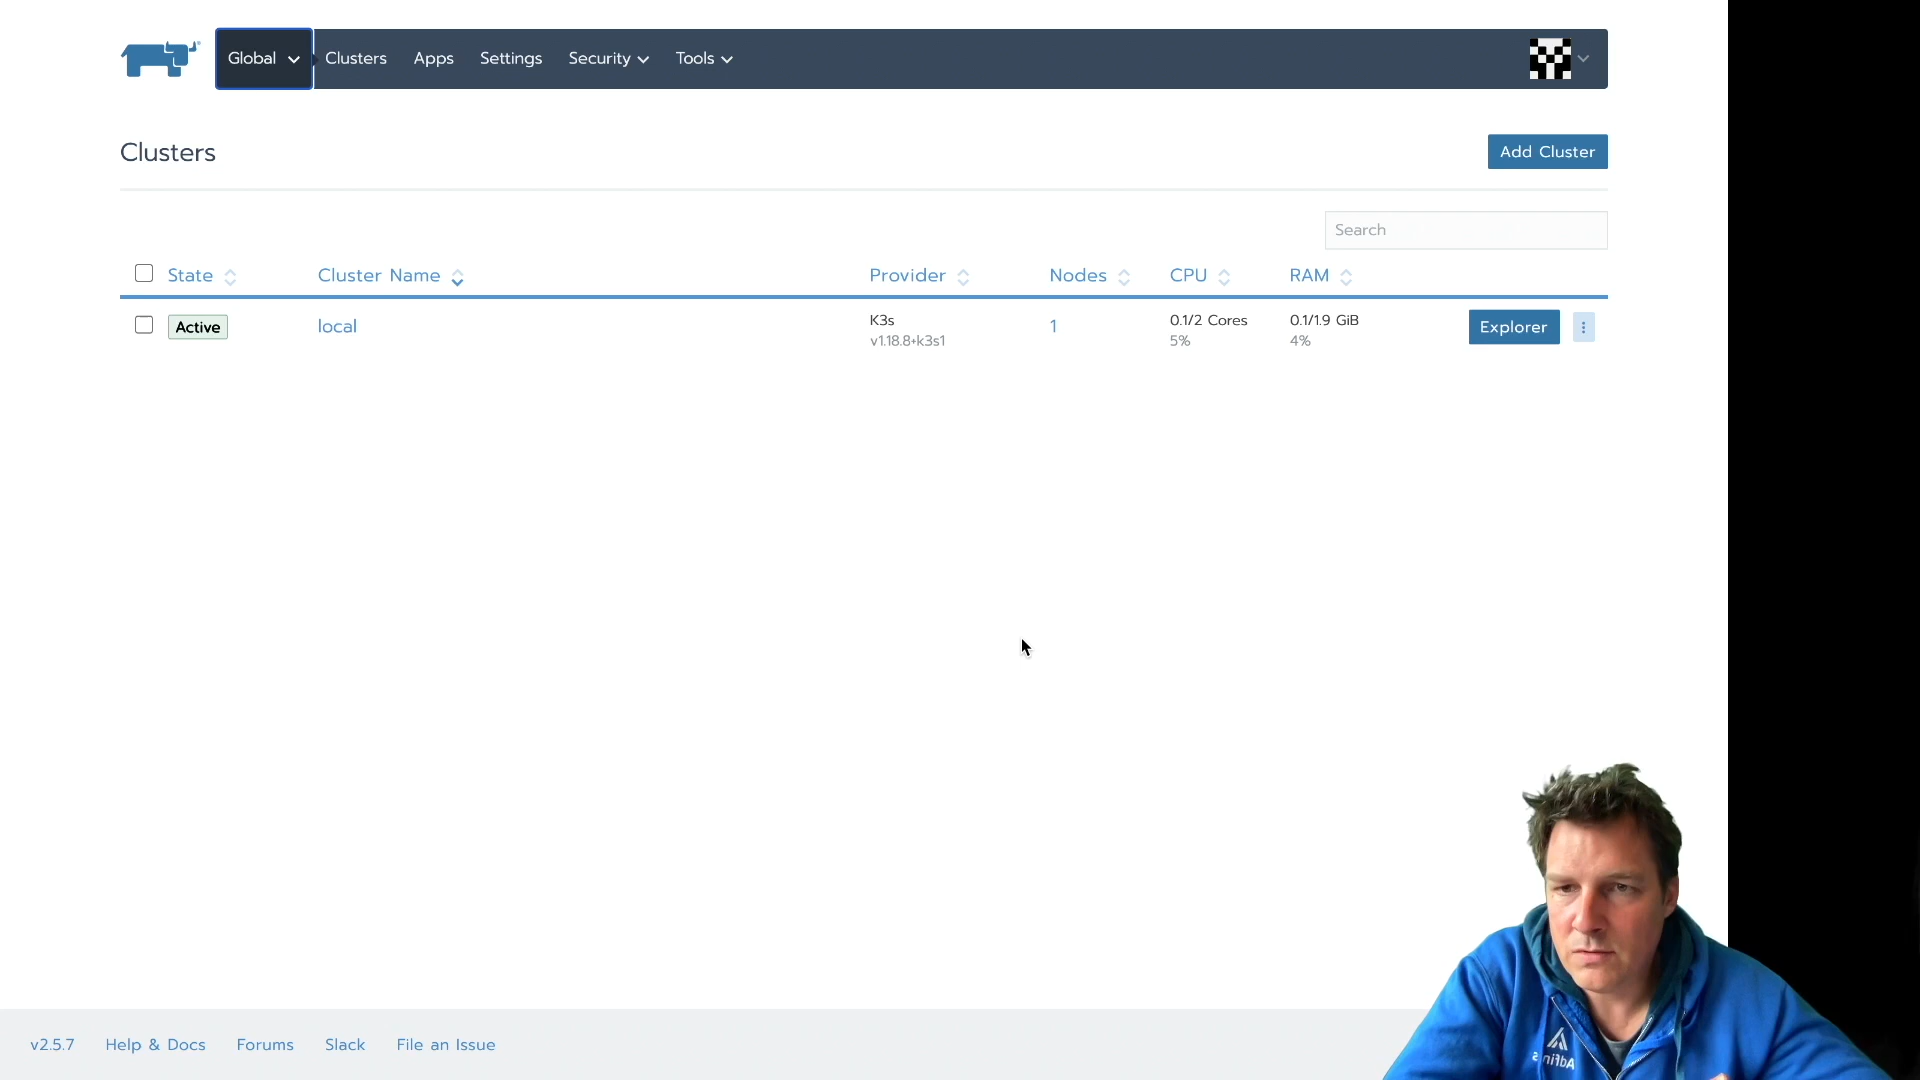 Global Clusters Apps Settings Security Tools
Clusters
Add Cluster
Search
State Cluster Name Provider Nodes CPU RAM
Active local K3s 1 0.1/2 Cores 0.1/1.9 GiB Explorer
v1.18.8+k3s1 5% 4%
Adfinis
v2.5.7 Help & Docs Forums Slack File an Issue